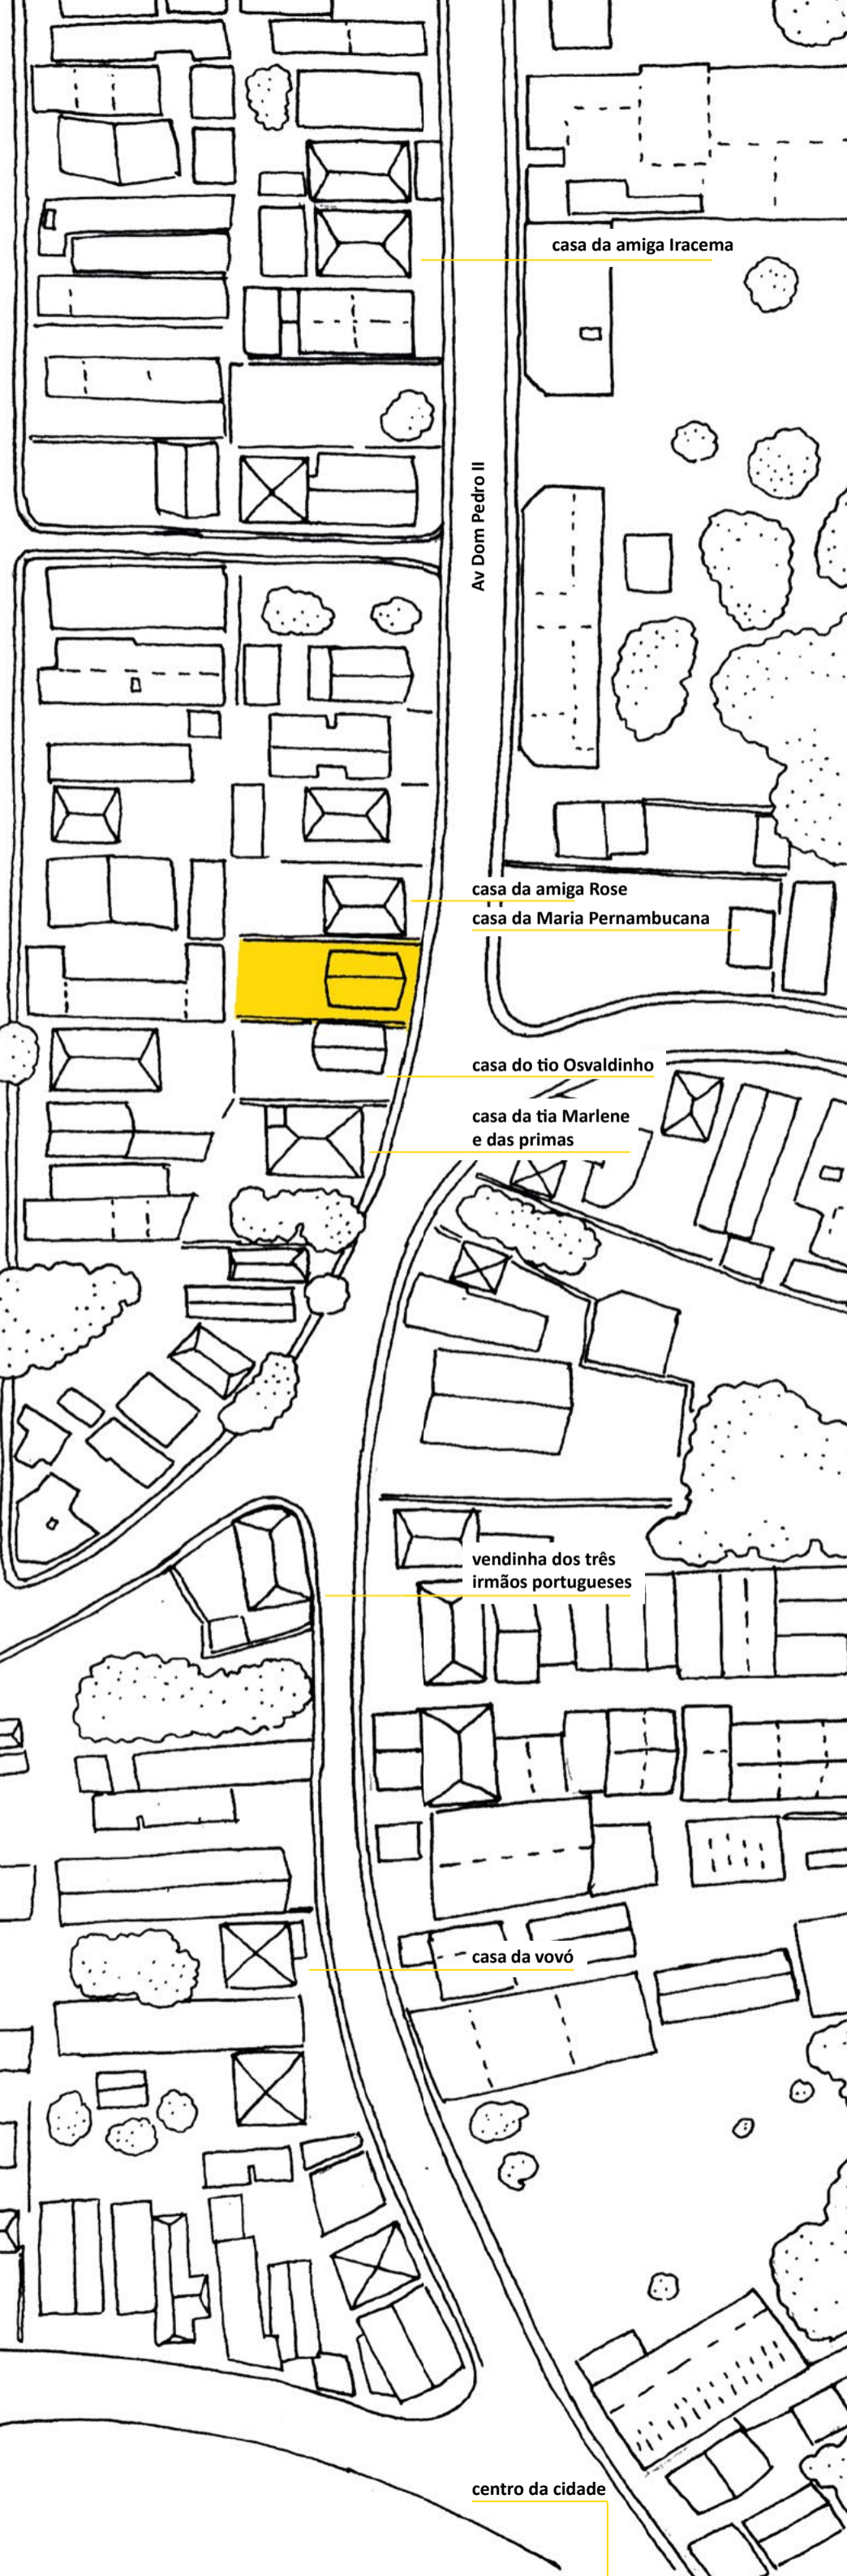 casa da amiga Iracema
Av Dom Pedro II
casa da amiga Rose
casa da Maria Pernambucana
casa do tio Osvaldinho
casa da tia Marlene
e das primas
vendinha dos três
irmãos portugueses
casa da vovó
centro da cidade